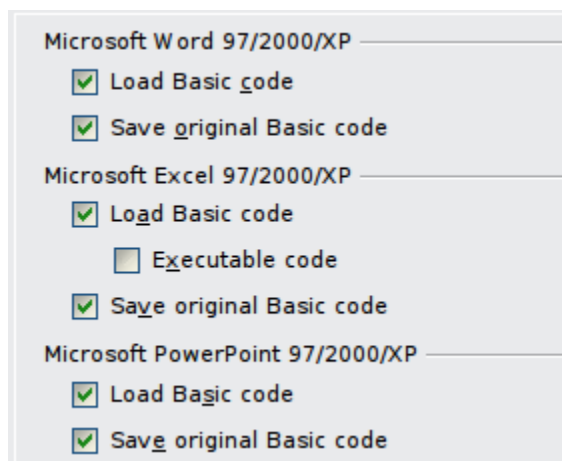 Microsoft Word 97/2000/XP
Load Basic code
Save original Basic code
Microsoft Excel 97/2000/XP
Load Basic code
Executable code
Save original Basic code
Microsoft PowerPoint 97/2000/XP
Load Basic code
Save original Basic code